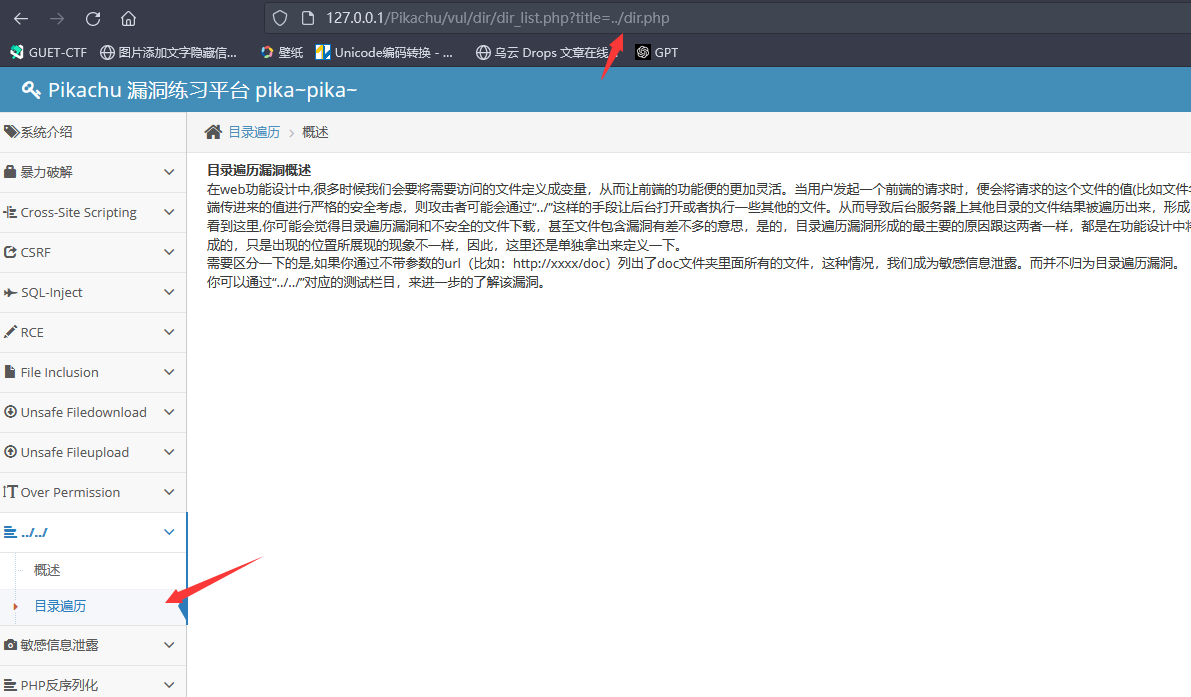 127.0.0.1/Pikachu/vul/dir/dir_list.php?title=../dir.php
GUET-CTF 图片添加文字隐藏信... 壁纸 Unicode编码转换 - ... 乌云 Drops 文章在线 GPT
Pikachu 漏洞练习平台 pika~pika~
系统介绍
暴力破解
Cross-Site Scripting
CSRF
SQL-Inject
RCE
File Inclusion
Unsafe Filedownload
Unsafe Fileupload
Over Permission
../../
概述
目录遍历
敏感信息泄露
PHP反序列化
目录遍历 > 概述
目录遍历漏洞概述
在web功能设计中,很多时候我们会要将需要访问的文件定义成变量，从而让前端的功能便的更加灵活。当用户发起一个前端的请求时，便会将请求的这个文件的值(比如文件
端传进来的值进行严格的安全考虑，则攻击者可能会通过“../”这样的手段让后台打开或者执行一些其他的文件。从而导致后台服务器上其他目录的文件结果被遍历出来，形成
看到这里,你可能会觉得目录遍历漏洞和不安全的文件下载，甚至文件包含漏洞有差不多的意思，是的，目录遍历漏洞形成的最主要的原因跟这两者一样，都是在功能设计中
成的，只是出现的位置所展现的现象不一样，因此，这里还是单独拿出来定义一下。
需要区分一下的是,如果你通过不带参数的url（比如：http://xxxx/doc）列出了doc文件夹里面所有的文件，这种情况，我们成为敏感信息泄露。而并不归为目录遍历漏洞。
你可以通过“../../”对应的测试栏目，来进一步的了解该漏洞。